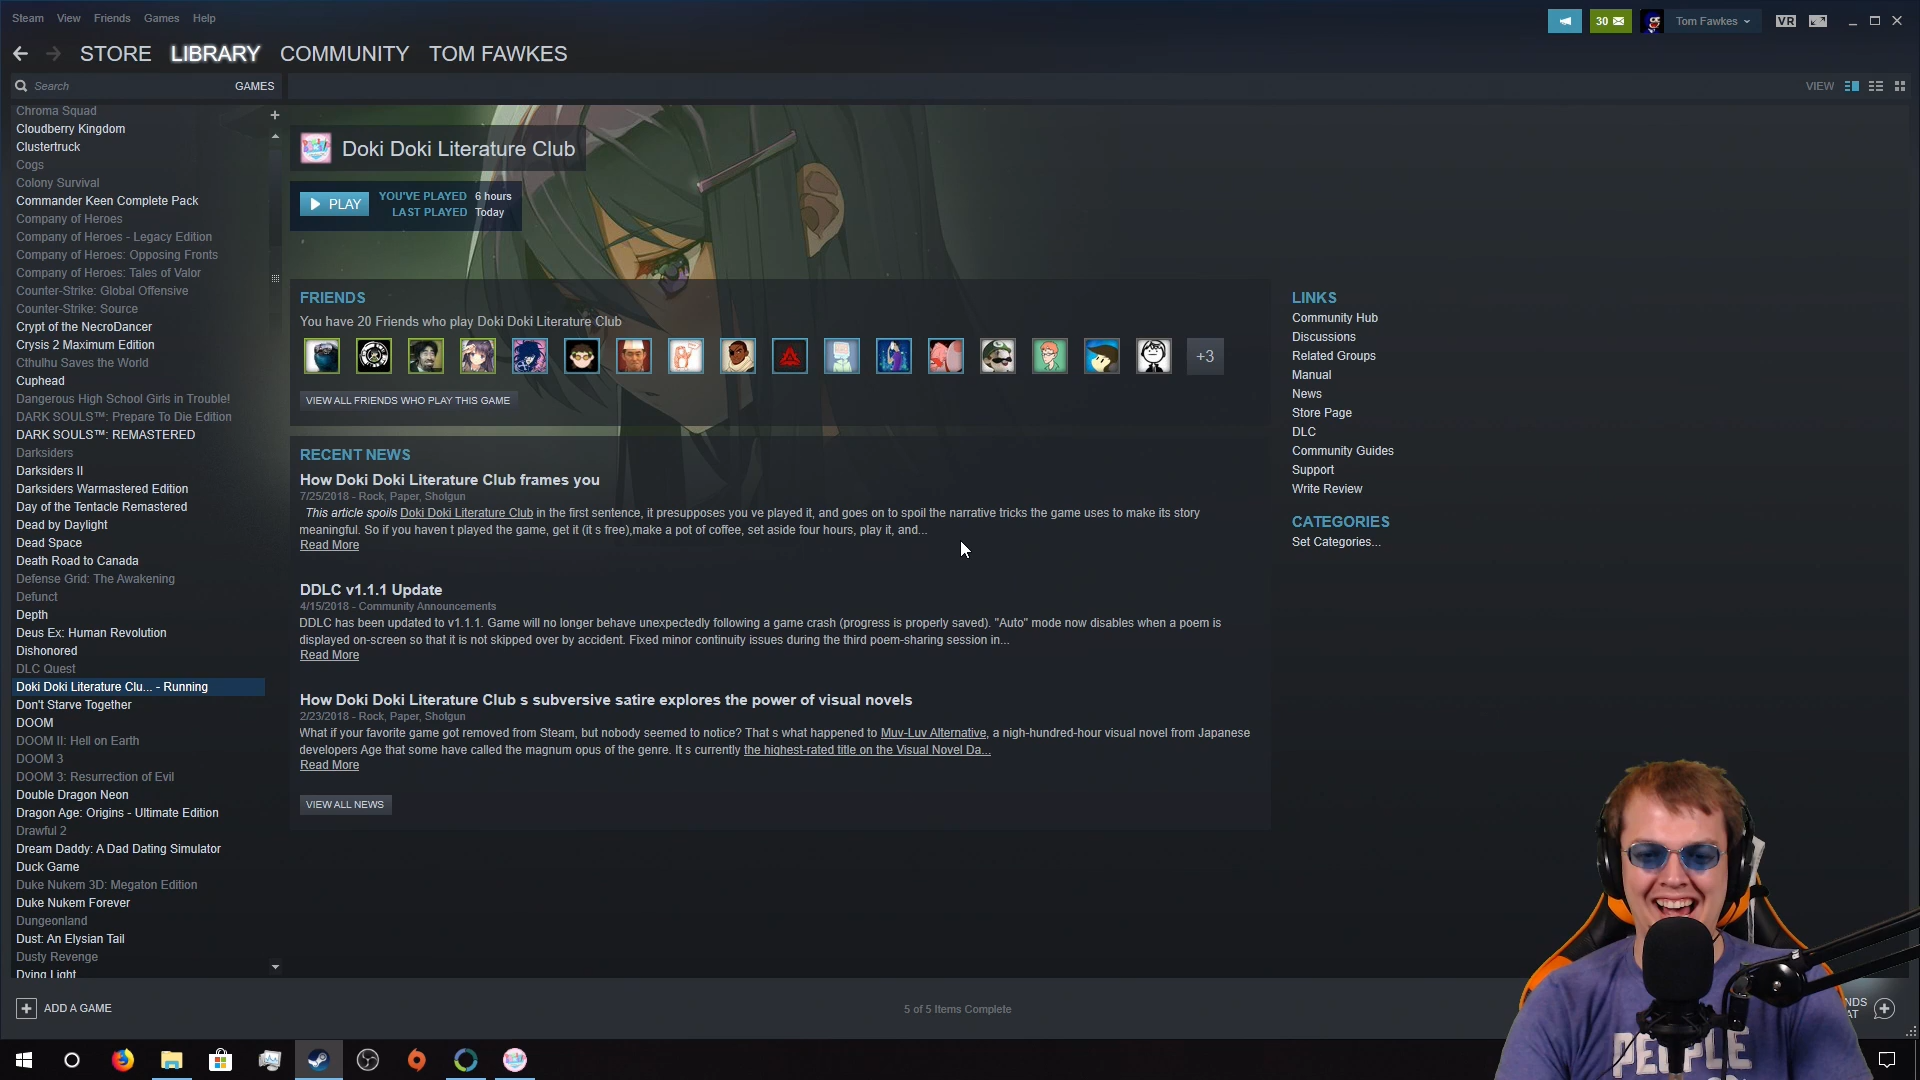 Steam View Friends Games Help
30 Tom Fawkes VR
STORE LIBRARY COMMUNITY TOM FAWKES
Search GAMES VIEW
Chroma Squad
Cloudberry Kingdom
Clustertruck
Cogs
Colony Survival
Commander Keen Complete Pack
Company of Heroes
Company of Heroes - Legacy Edition
Company of Heroes: Opposing Fronts
Company of Heroes: Tales of Valor
Counter-Strike: Global Offensive
Counter-Strike: Source
Crypt of the NecroDancer
Crysis 2 Maximum Edition
Cthulhu Saves the World
Cuphead
Dangerous High School Girls in Trouble!
DARK SOULS™: Prepare To Die Edition
DARK SOULS™: REMASTERED
Darksiders
Darksiders II
Darksiders Warmastered Edition
Day of the Tentacle Remastered
Dead by Daylight
Dead Space
Death Road to Canada
Defense Grid: The Awakening
Defunct
Depth
Deus Ex: Human Revolution
Dishonored
DLC Quest
Doki Doki Literature Clu... - Running
Don't Starve Together
DOOM
DOOM II: Hell on Earth
DOOM 3
DOOM 3: Resurrection of Evil
Double Dragon Neon
Dragon Age: Origins - Ultimate Edition
Drawful 2
Dream Daddy: A Dad Dating Simulator
Duck Game
Duke Nukem 3D: Megaton Edition
Duke Nukem Forever
Dungeonland
Dust: An Elysian Tail
Dusty Revenge
Dying Light
Doki Doki Literature Club
PLAY
YOU'VE PLAYED 6 hours
LAST PLAYED Today
FRIENDS
You have 20 Friends who play Doki Doki Literature Club
+3
VIEW ALL FRIENDS WHO PLAY THIS GAME
RECENT NEWS
How Doki Doki Literature Club frames you
7/25/2018 - Rock, Paper, Shotgun
This article spoils Doki Doki Literature Club in the first sentence, it presupposes you ve played it, and goes on to spoil the narrative tricks the game uses to make its story
meaningful. So if you haven t played the game, get it (it s free),make a pot of coffee, set aside four hours, play it, and...
Read More
DDLC v1.1.1 Update
4/15/2018 - Community Announcements
DDLC has been updated to v1.1.1. Game will no longer behave unexpectedly following a game crash (progress is properly saved). "Auto" mode now disables when a poem is
displayed on-screen so that it is not skipped over by accident. Fixed minor continuity issues during the third poem-sharing session in...
Read More
How Doki Doki Literature Club s subversive satire explores the power of visual novels
2/23/2018 - Rock, Paper, Shotgun
What if your favorite game got removed from Steam, but nobody seemed to notice? That s what happened to Muv-Luv Alternative, a nigh-hundred-hour visual novel from Japanese
developers Age that some have called the magnum opus of the genre. It s currently the highest-rated title on the Visual Novel Da...
Read More
VIEW ALL NEWS
LINKS
Community Hub
Discussions
Related Groups
Manual
News
Store Page
DLC
Community Guides
Support
Write Review
CATEGORIES
Set Categories...
ADD A GAME
5 of 5 Items Complete
NDS
AT
PEOPLE